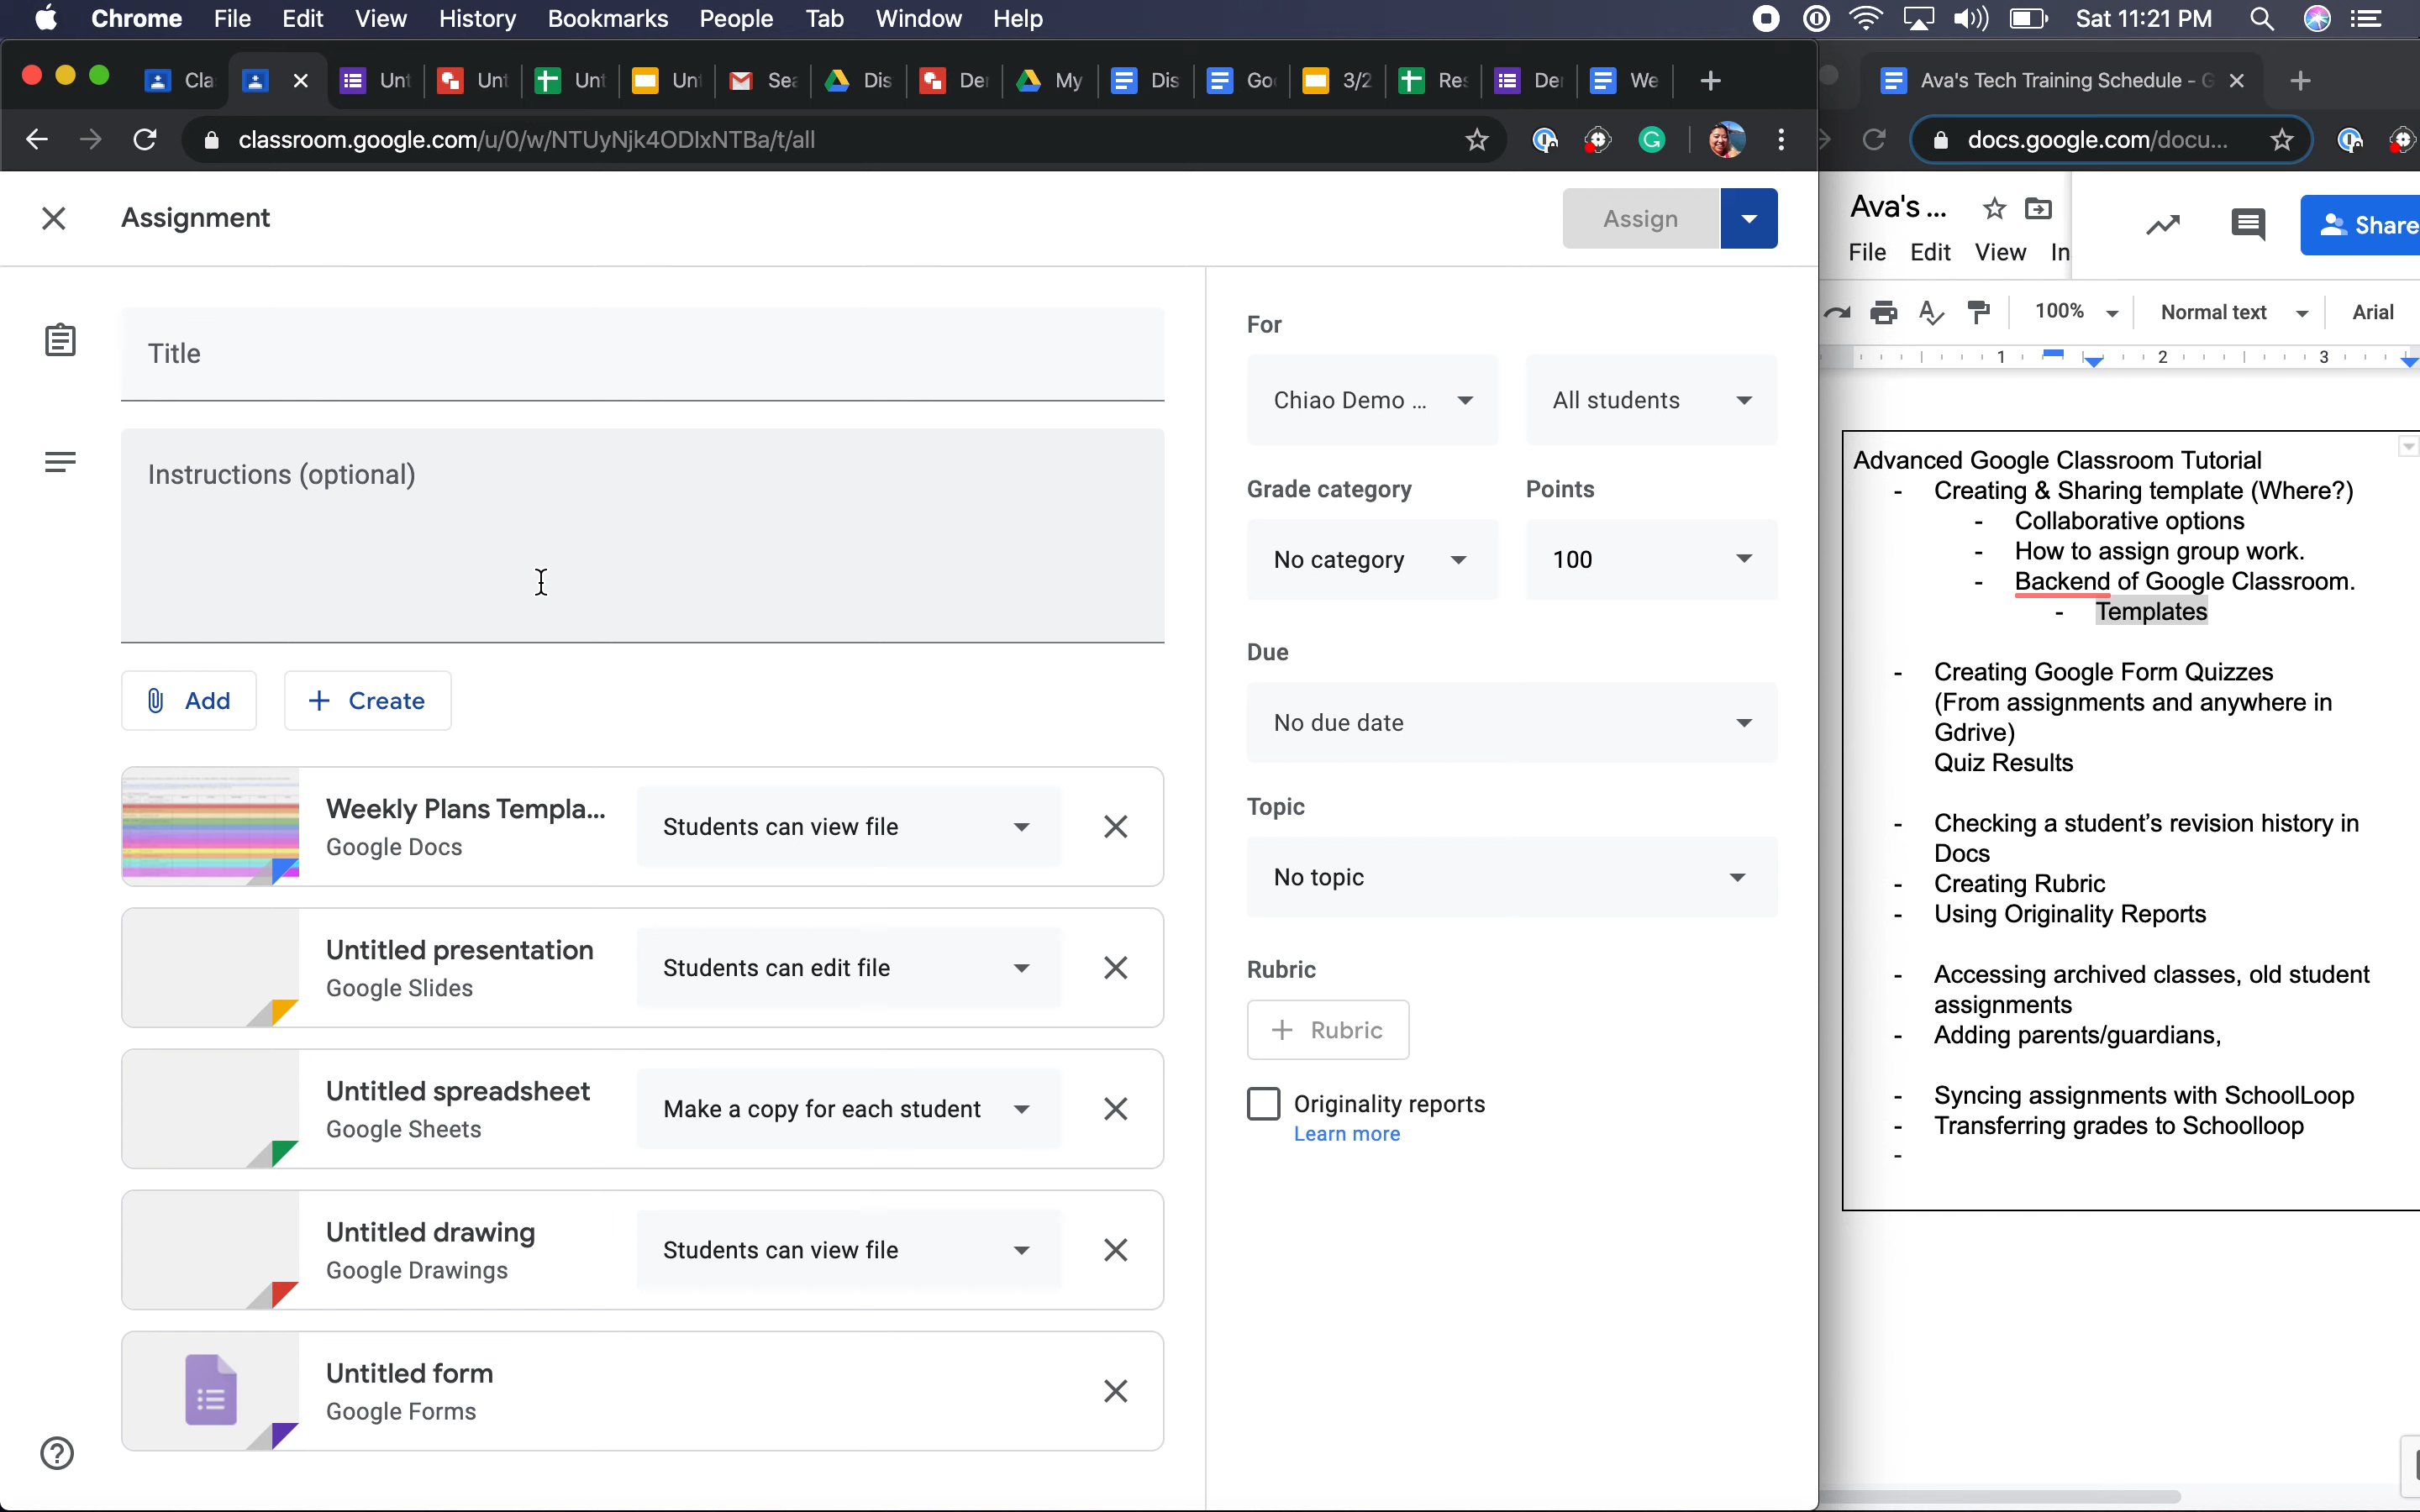 Chrome File Edit View History Bookmarks People Tab Window Help
Sat 11:21 PM
Cla
Unt
Unt
Unt
Unt
Sea
Dis
Der
My
Dis
Goo
3/2
Res
Der
We
Ava's Tech Training Schedule - G
classroom.google.com/u/0/w/NTUyNjk4ODIxNTBa/t/all
docs.google.com/docu...
Assignment
Assign
Title
Instructions (optional)
Add
Create
Weekly Plans Templa...
Google Docs
Students can view file
Untitled presentation
Google Slides
Students can edit file
Untitled spreadsheet
Google Sheets
Make a copy for each student
Untitled drawing
Google Drawings
Students can view file
Untitled form
Google Forms
For
Chiao Demo ...
All students
Grade category
Points
No category
100
Due
No due date
Topic
No topic
Rubric
+ Rubric
Originality reports
Learn more
Ava's ...
Share
File Edit View In
100% Normal text Arial
1 2 3
Advanced Google Classroom Tutorial
- Creating & Sharing template (Where?)
- Collaborative options
- How to assign group work.
- Backend of Google Classroom.
- Templates
- Creating Google Form Quizzes
(From assignments and anywhere in
Gdrive)
Quiz Results
- Checking a student's revision history in
Docs
- Creating Rubric
- Using Originality Reports
- Accessing archived classes, old student
assignments
- Adding parents/guardians,
- Syncing assignments with SchoolLoop
- Transferring grades to Schoolloop
-